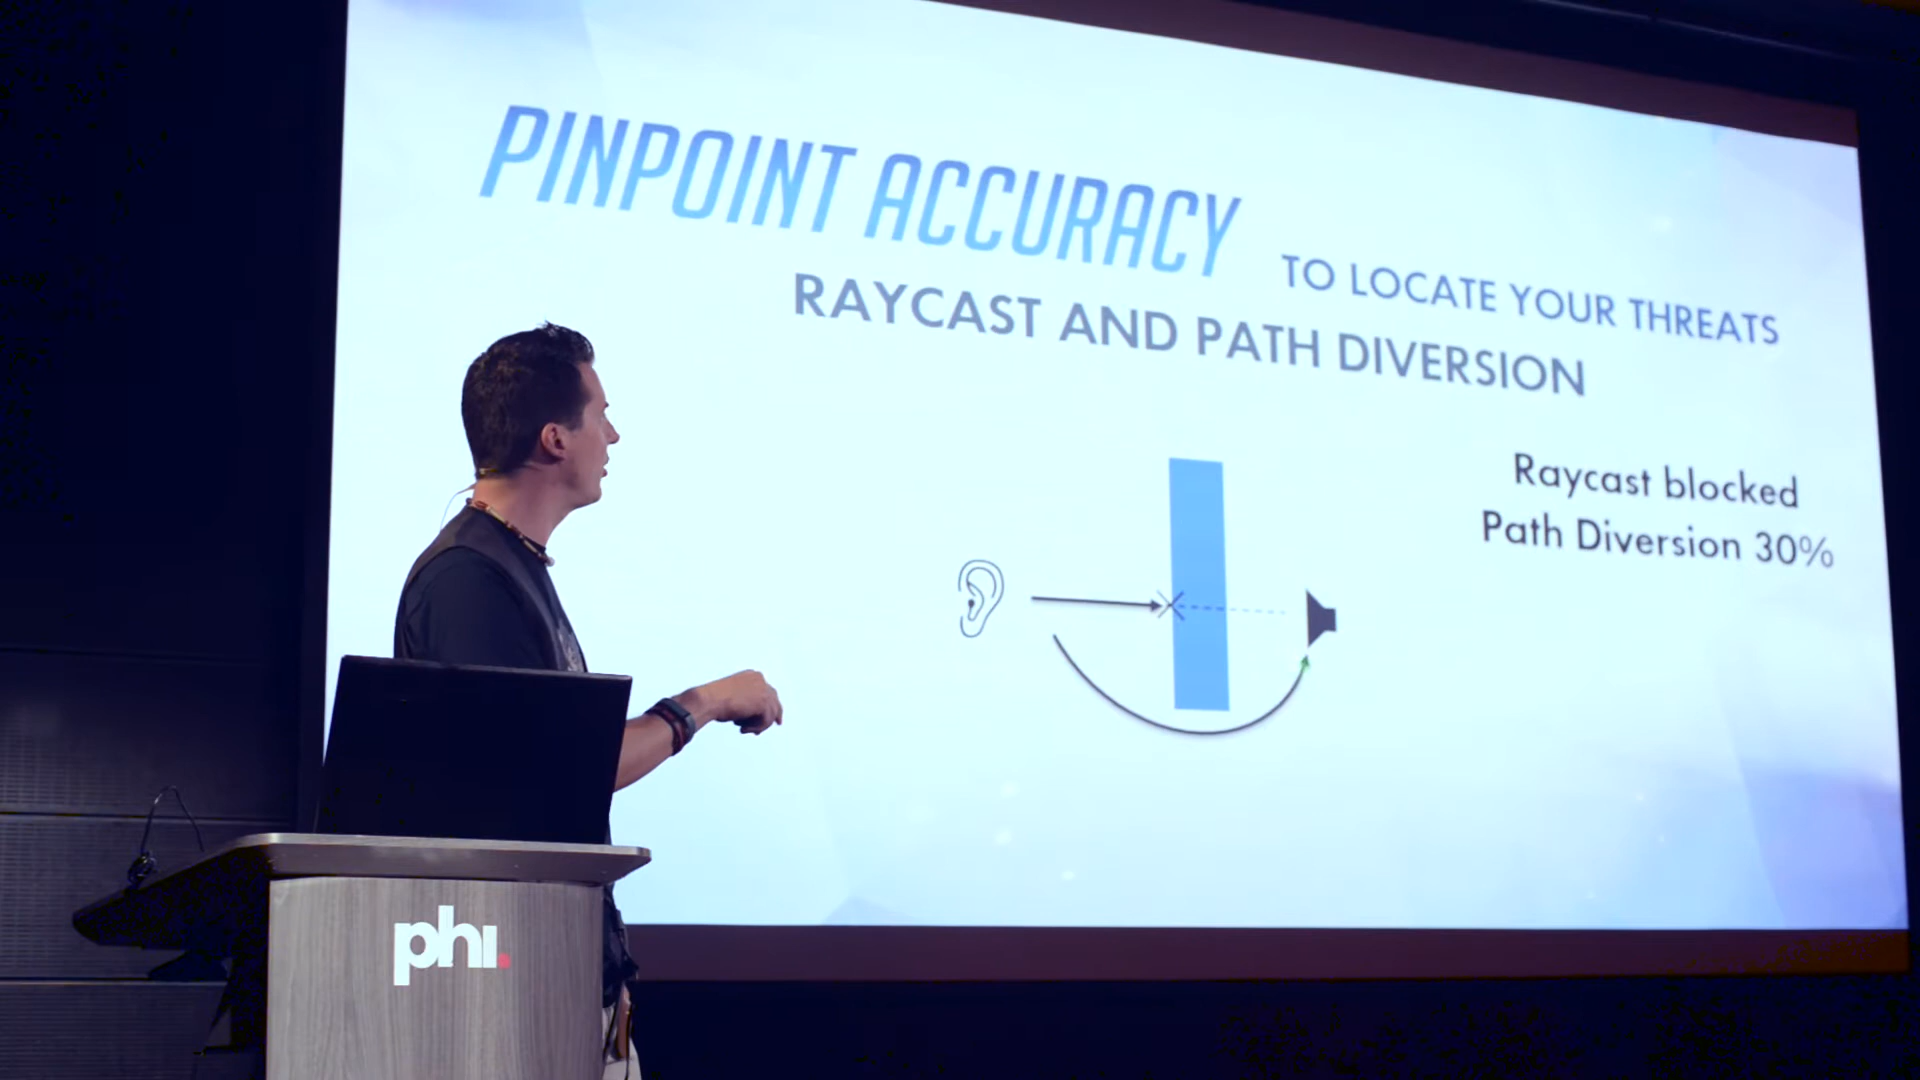 PINPOINT ACCURACY TO LOCATE YOUR THREATS
RAYCAST AND PATH DIVERSION
Raycast blocked
Path Diversion 30%
phi.